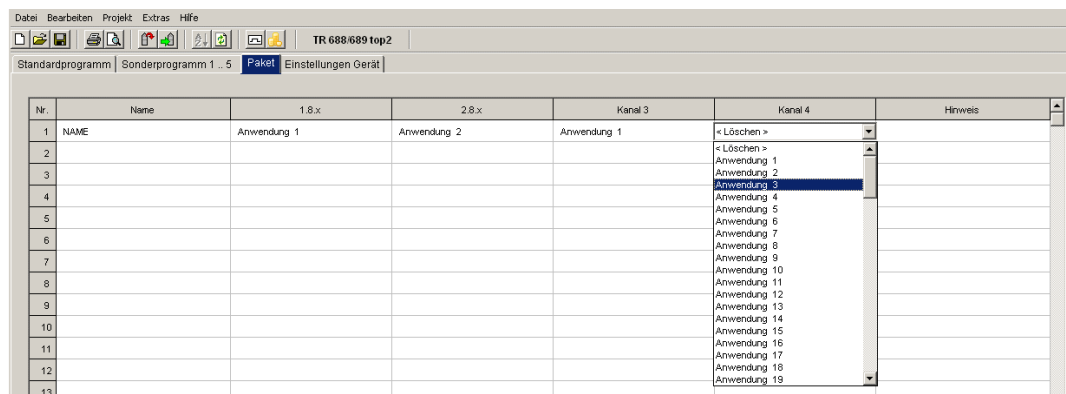 Datei Bearbeiten Projekt Extras Hilfe
TR 688/689 top2
Standardprogramm Sonderprogramm 1 .. 5 Paket Einstellungen Gerät
Nr. Name 1.8.x 2.8.x Kanal 3 Kanal 4 Hinweis
1 NAME Anwendung 1 Anwendung 2 Anwendung 1 < Löschen >
2
3
4
5
6
7
8
9
10
11
12
13
< Löschen >
Anwendung 1
Anwendung 2
Anwendung 3
Anwendung 4
Anwendung 5
Anwendung 6
Anwendung 7
Anwendung 8
Anwendung 9
Anwendung 10
Anwendung 11
Anwendung 12
Anwendung 13
Anwendung 14
Anwendung 15
Anwendung 16
Anwendung 17
Anwendung 18
Anwendung 19